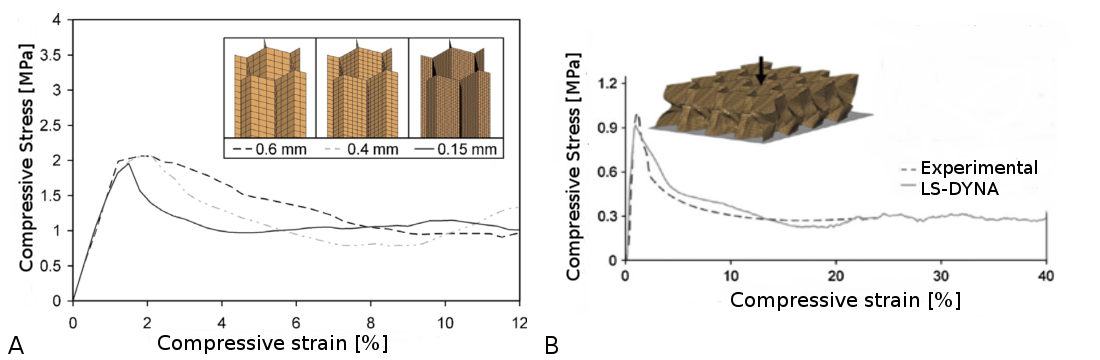 4
3.5
3
2.5
2
1.5
1
0.5
0
Compressive Stress [MPa]
0.6 mm 0.4 mm 0.15 mm
0 2 4 6 8 10 12
Compressive strain [%]
A
1.2
0.9
0.6
0.3
0
Compressive Stress [MPa]
Experimental
LS-DYNA
0 10 20 30 40
Compressive strain [%]
B